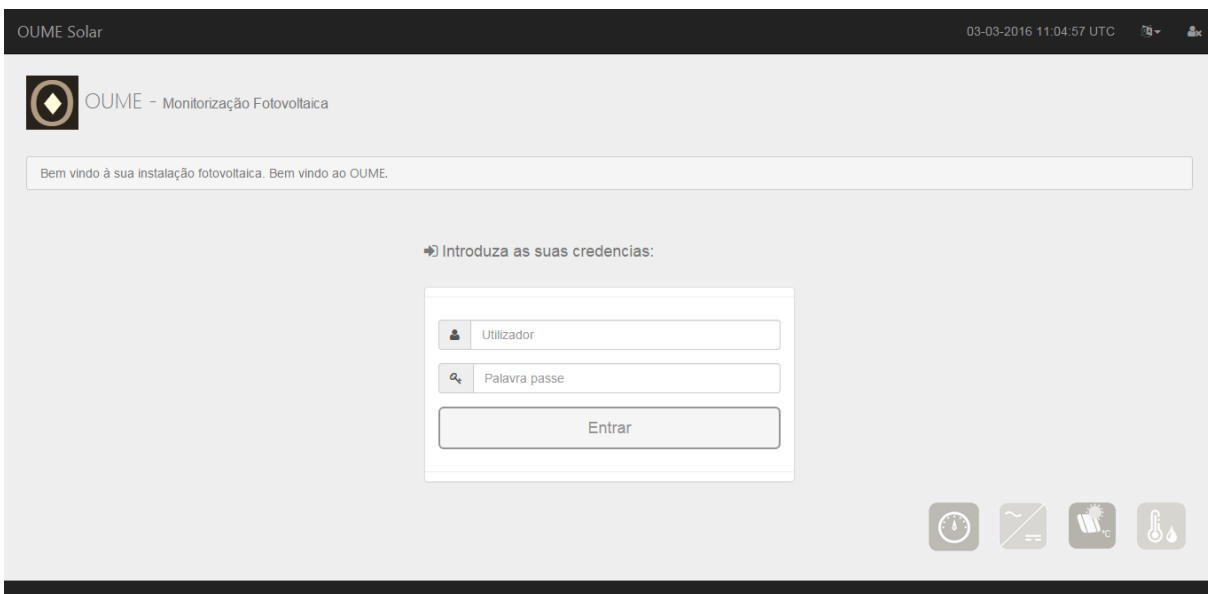 OUME Solar
03-03-2016 11:04:57 UTC
OUME - Monitorização Fotovoltaica
Bem vindo à sua instalação fotovoltaica. Bem vindo ao OUME.
Introduza as suas credencias:
Utilizador
Palavra passe
Entrar
°C